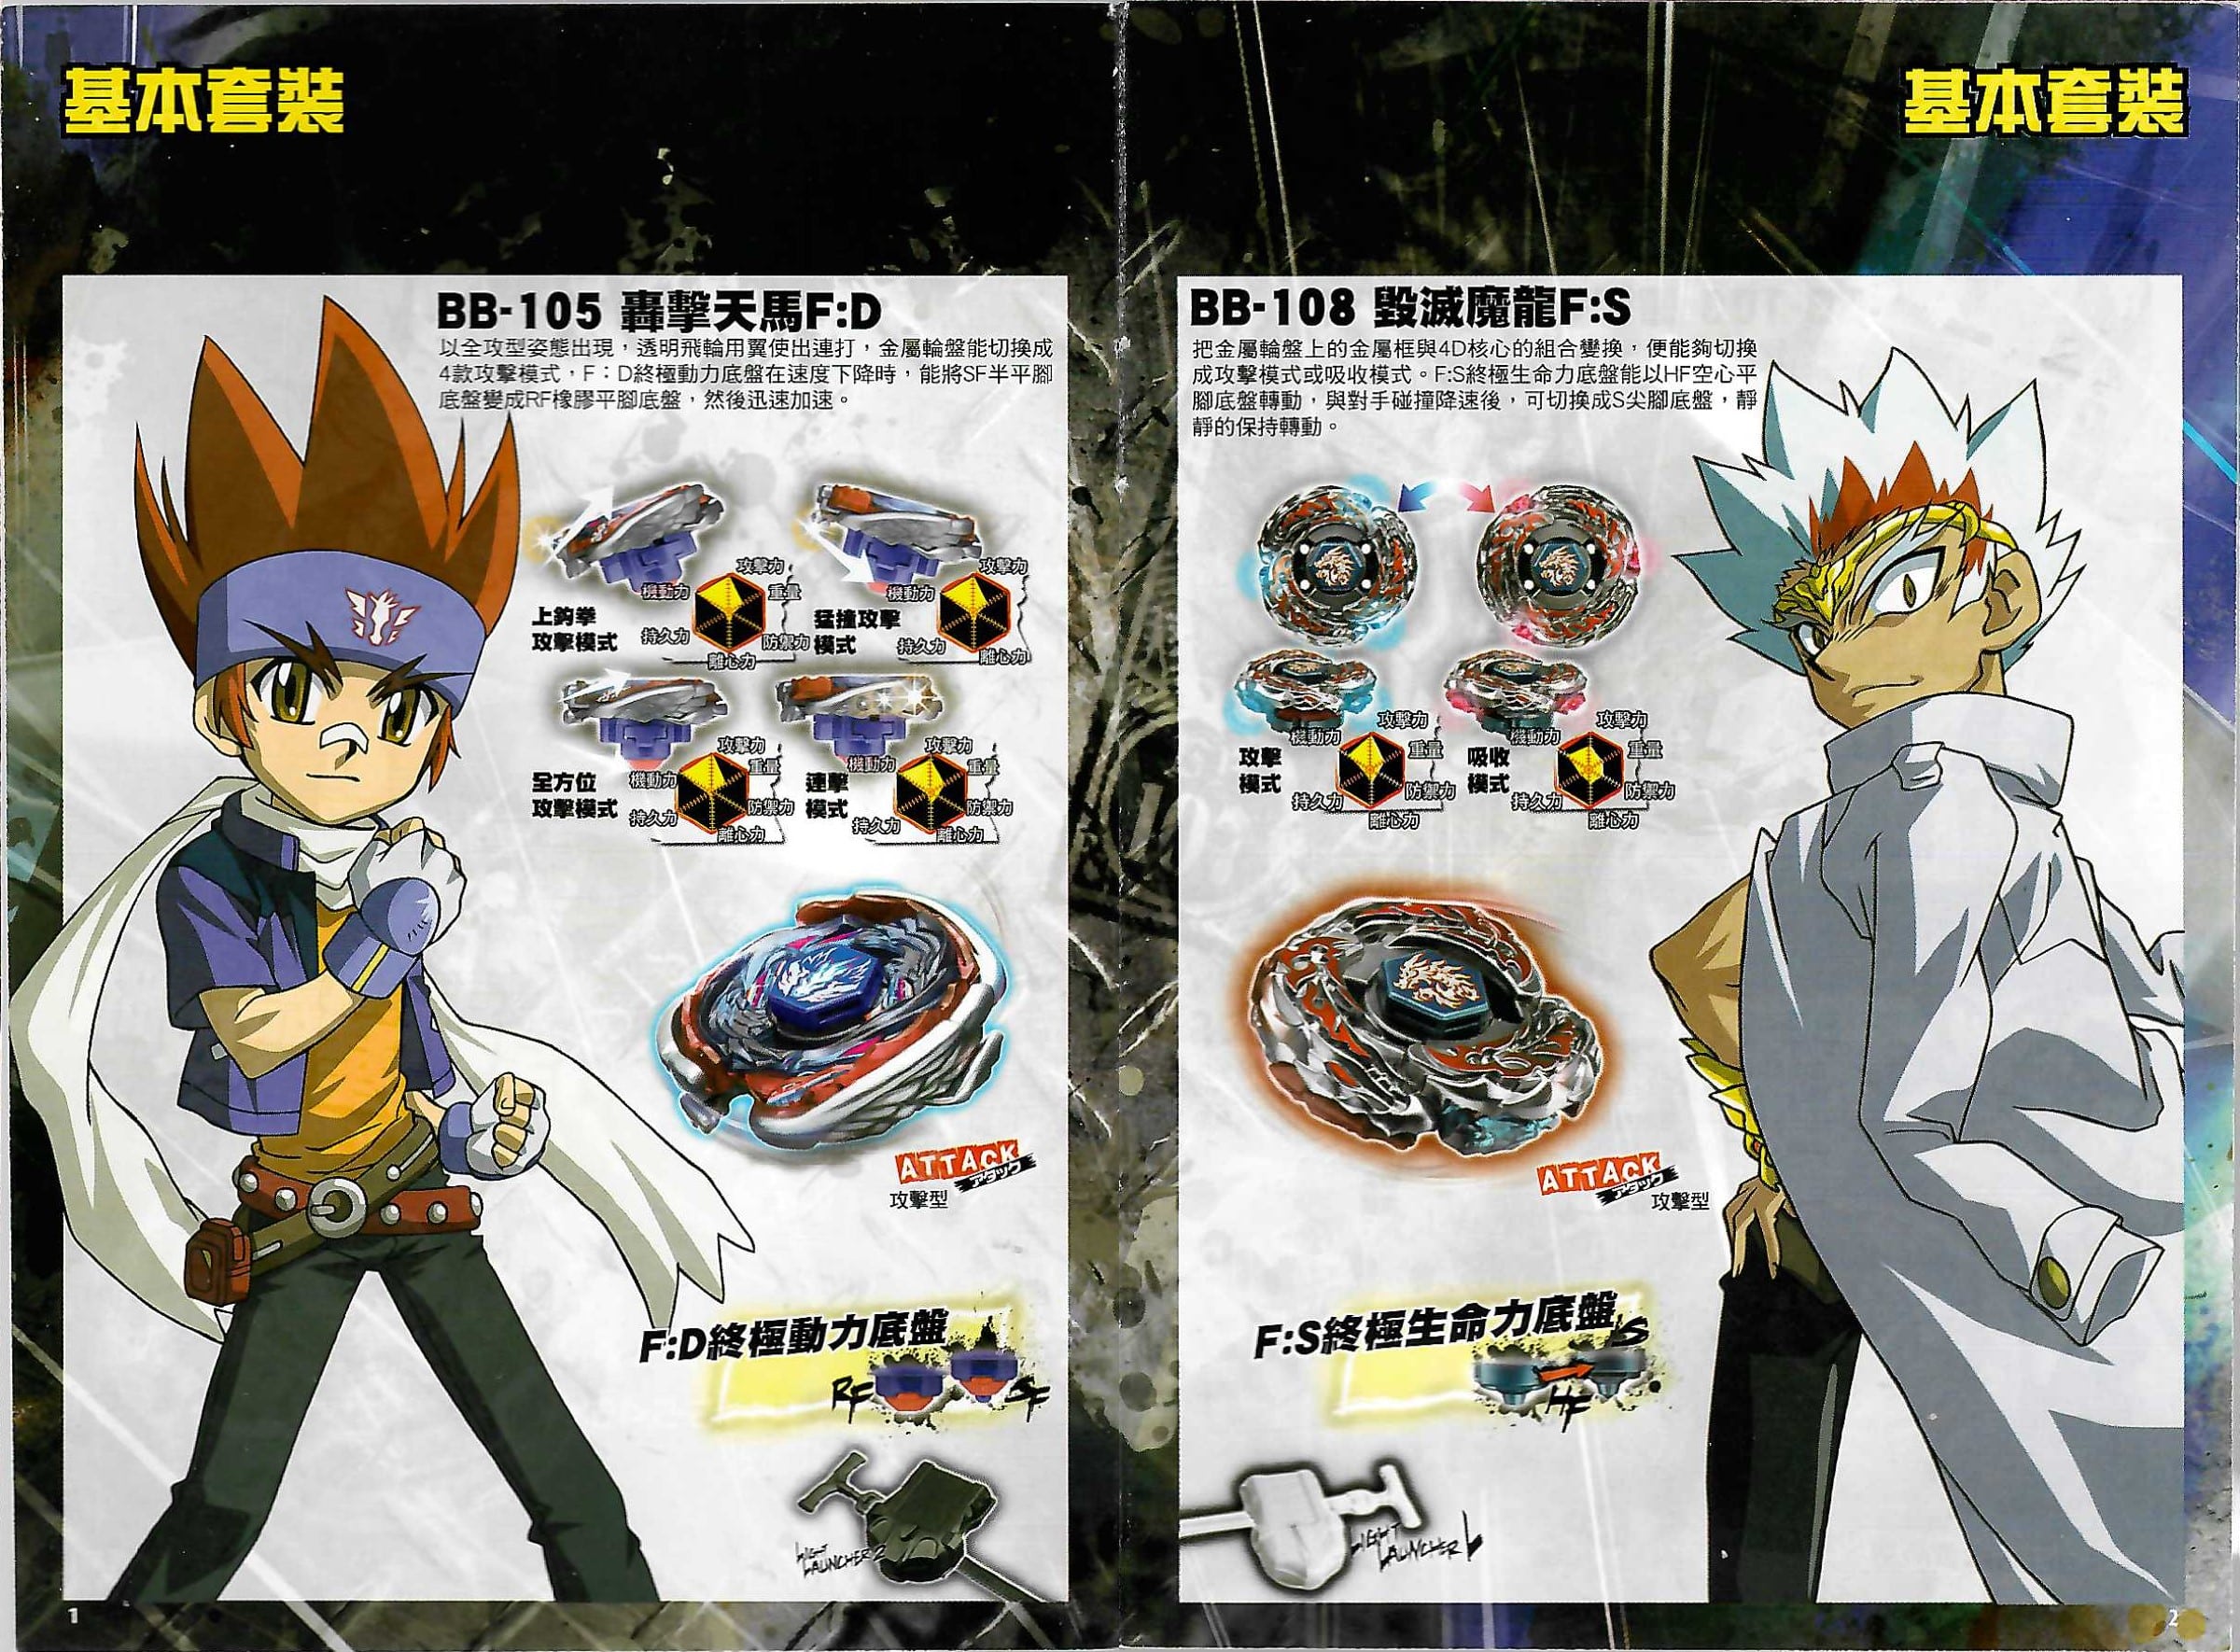 基本套裝
BB-105 轟擊天馬F:D
以全攻型姿態出現，透明飛輪用翼使出連打，金屬輪盤能切換成
4款攻擊模式，F：D終極動力底盤在速度下降時，能將SF半平腳
底盤變成RF橡膠平腳底盤，然後迅速加速。
上鉤拳
攻擊模式
攻擊力
重量
防禦力
離心力
持久力
機動力
猛撞攻擊
模式
攻擊力
離心力
持久力
機動力
全方位
攻擊模式
攻擊力
重量
防禦力
離心力
持久力
機動力
連擊
模式
攻擊力
重量
防禦力
離心力
持久力
機動力
ATTACK
アタック
攻擊型
F:D終極動力底盤
RF
SF
LIGHT
LAUNCHER 2
1
基本套裝
BB-108 毀滅魔龍F:S
把金屬輪盤上的金屬框與4D核心的組合變換，便能夠切換
成攻擊模式或吸收模式。F:S終極生命力底盤能以HF空心平
腳底盤轉動，與對手碰撞降速後，可切換成S尖腳底盤，靜
靜的保持轉動。
攻擊
模式
攻擊力
重量
防禦力
離心力
持久力
機動力
吸收
模式
攻擊力
重量
防禦力
離心力
持久力
機動力
ATTACK
アタック
攻擊型
F:S終極生命力底盤
S
HF
LIGHT
LAUNCHER
2